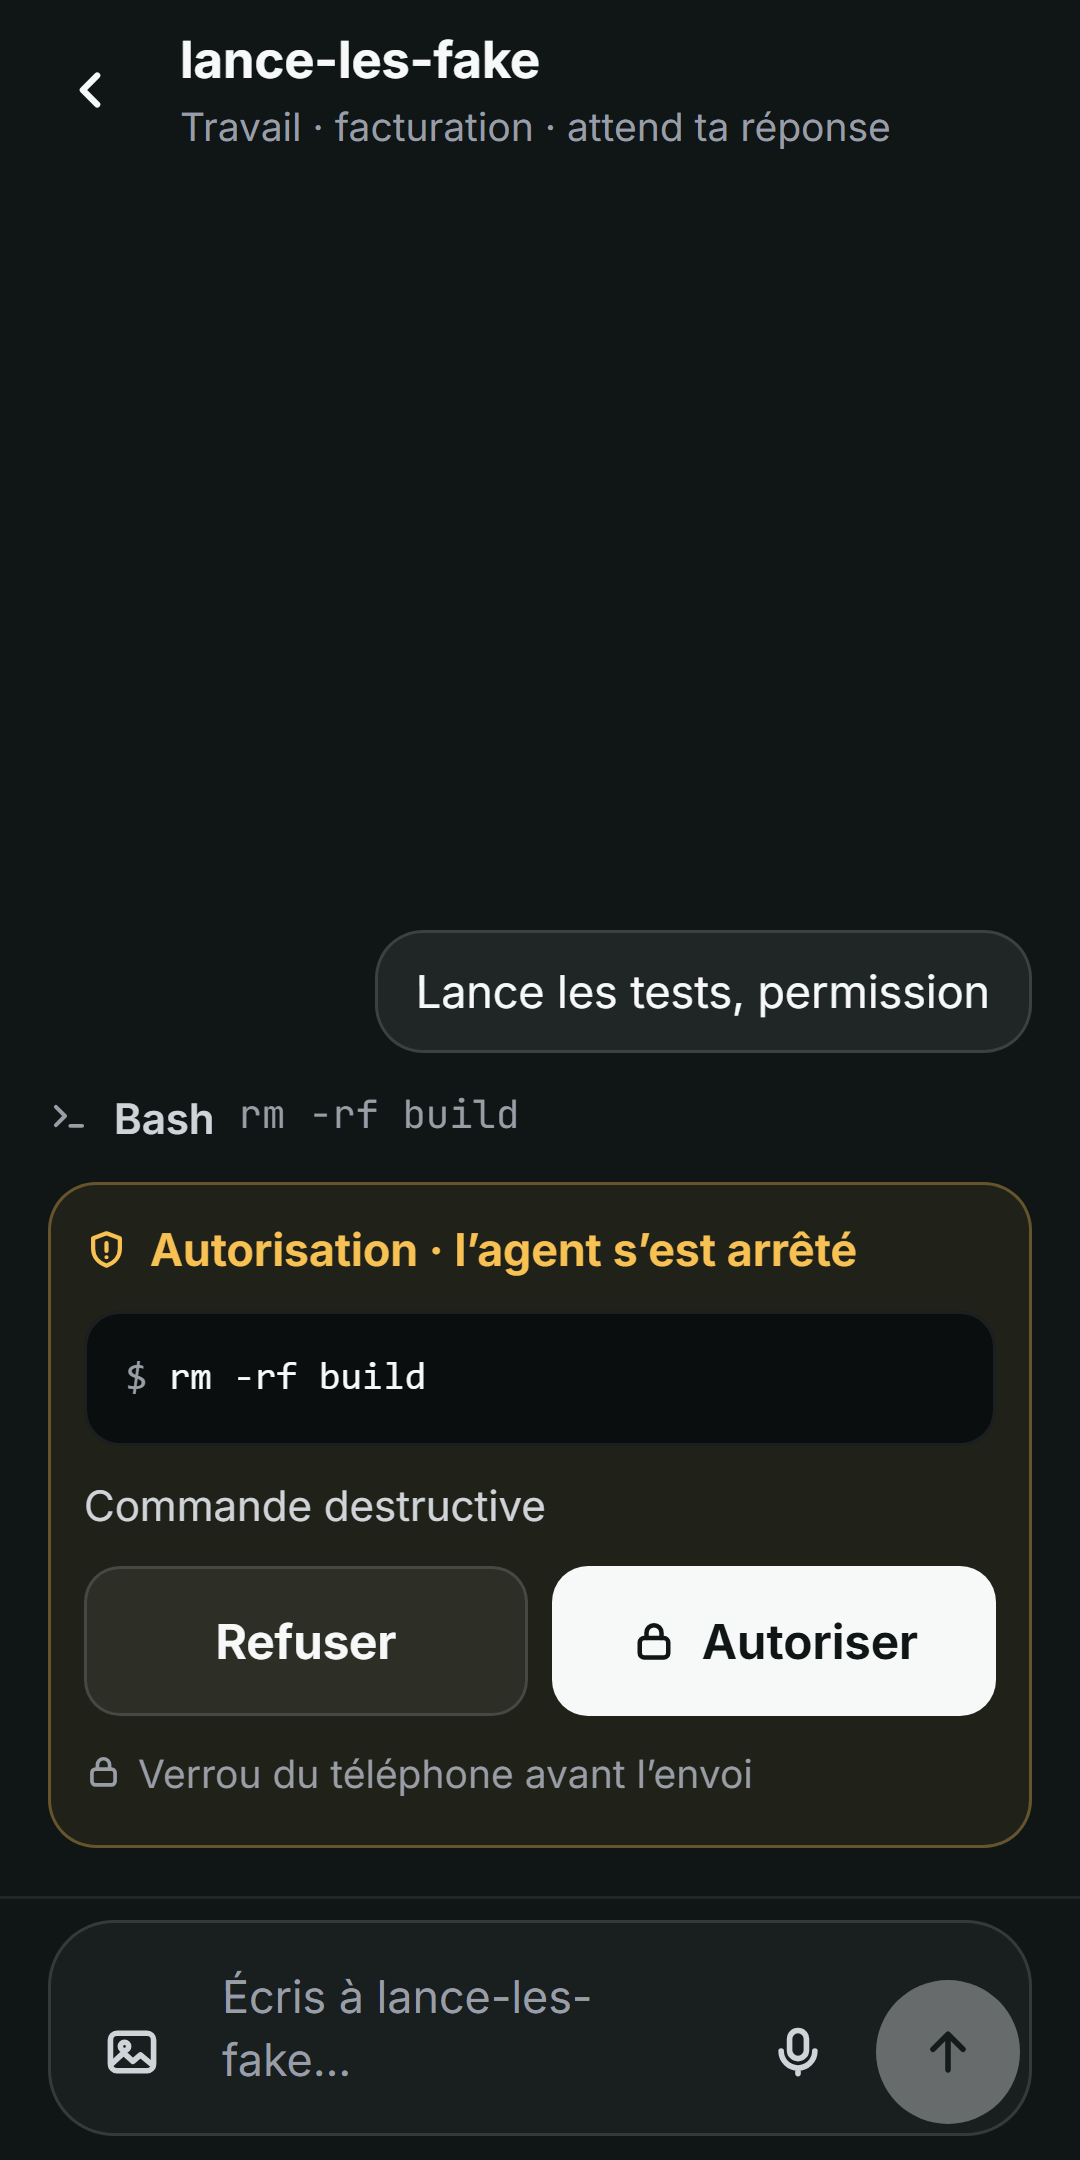 lance-les-fake
Travail · facturation · attend ta réponse
Lance les tests, permission
Bash rm -rf build
Autorisation · l’agent s’est arrêté
$ rm -rf build
Commande destructive
Refuser
Autoriser
Verrou du téléphone avant l’envoi
Écris à lance-les-
fake…